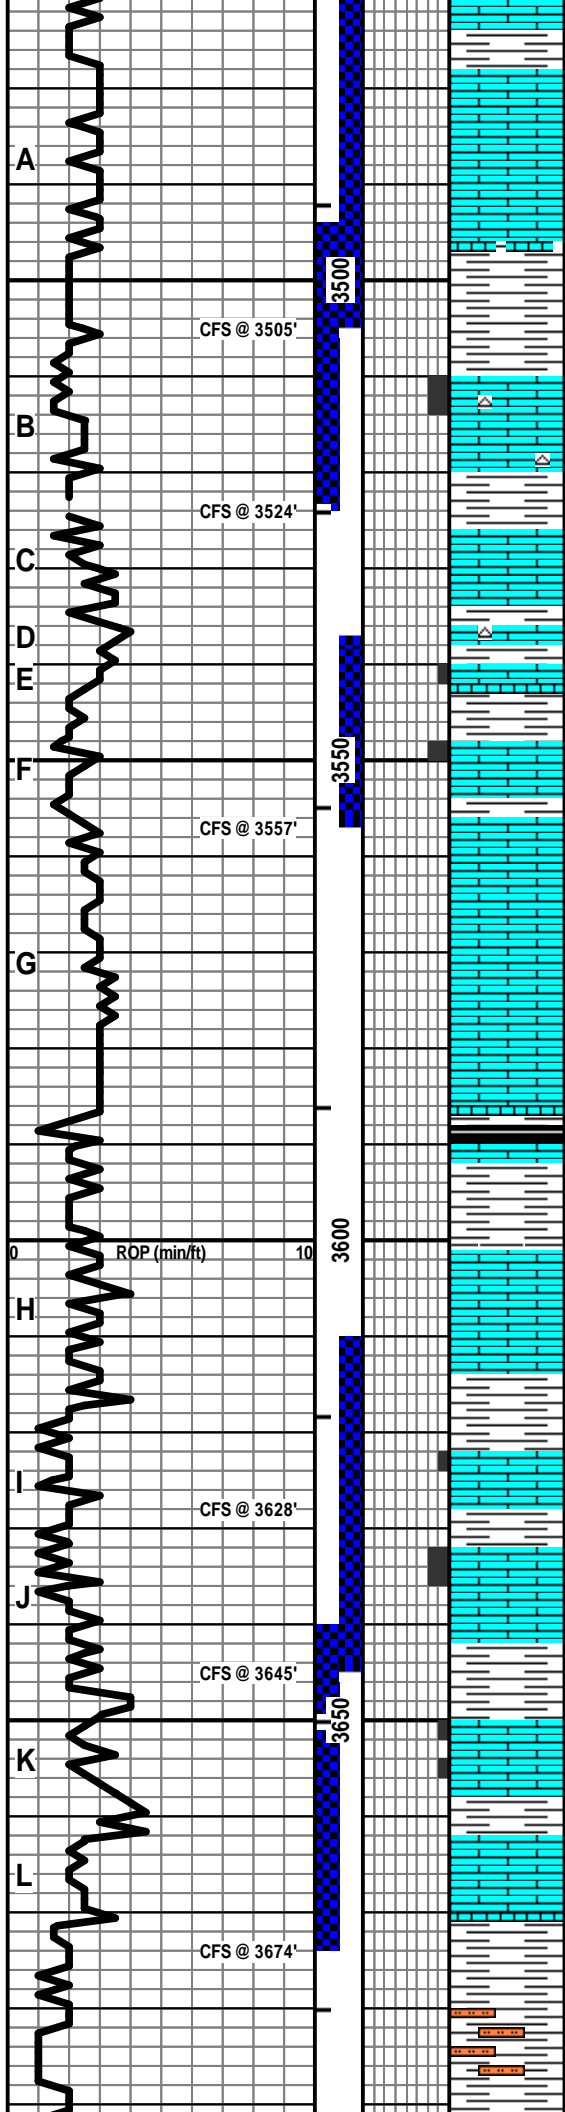 A
3500
CFS @ 3505'
B
CFS @ 3524'
C
D
E
3550
F
CFS @ 3557'
G
3600
0 ROP (min/ft) 10
H
I
CFS @ 3628'
J
CFS @ 3645'
3650
K
L
CFS @ 3674'